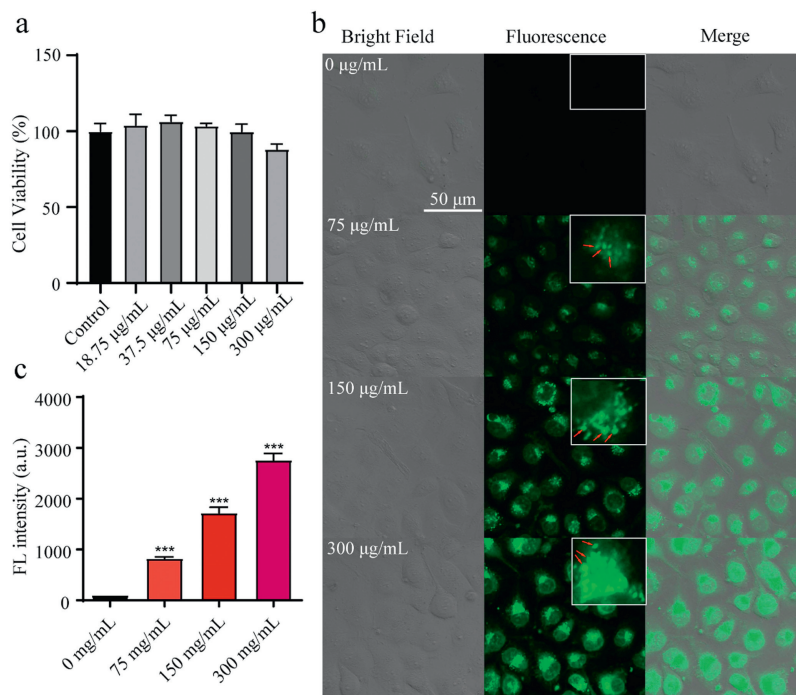 a
Cell Viability (%)
150
100
50
0
Control
18.75 μg/mL
37.5 μg/mL
75 μg/mL
150 μg/mL
300 μg/mL
b
Bright Field
Fluorescence
Merge
0 μg/mL
50 μm
75 μg/mL
150 μg/mL
300 μg/mL
c
FL intensity (a.u.)
4000
3000
2000
1000
0
***
***
***
0 mg/mL
75 mg/mL
150 mg/mL
300 mg/mL